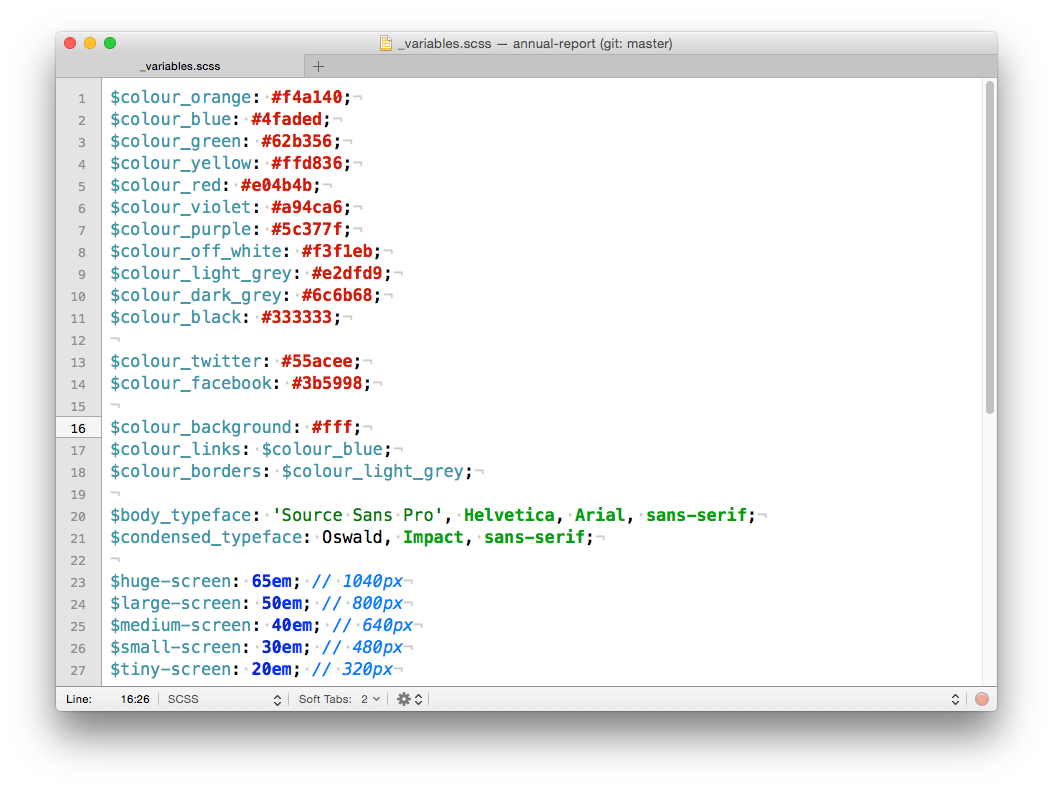 _variables.scss — annual-report (git: master)
_variables.scss
1 $colour_orange: #f4a140;
2 $colour_blue: #4faded;
3 $colour_green: #62b356;
4 $colour_yellow: #ffd836;
5 $colour_red: #e04b4b;
6 $colour_violet: #a94ca6;
7 $colour_purple: #5c377f;
8 $colour_off_white: #f3f1eb;
9 $colour_light_grey: #e2dfd9;
10 $colour_dark_grey: #6c6b68;
11 $colour_black: #333333;
12
13 $colour_twitter: #55acee;
14 $colour_facebook: #3b5998;
15
16 $colour_background: #fff;
17 $colour_links: $colour_blue;
18 $colour_borders: $colour_light_grey;
19
20 $body_typeface: 'Source Sans Pro', Helvetica, Arial, sans-serif;
21 $condensed_typeface: Oswald, Impact, sans-serif;
22
23 $huge-screen: 65em; // 1040px
24 $large-screen: 50em; // 800px
25 $medium-screen: 40em; // 640px
26 $small-screen: 30em; // 480px
27 $tiny-screen: 20em; // 320px
Line: 16:26 SCSS Soft Tabs: 2